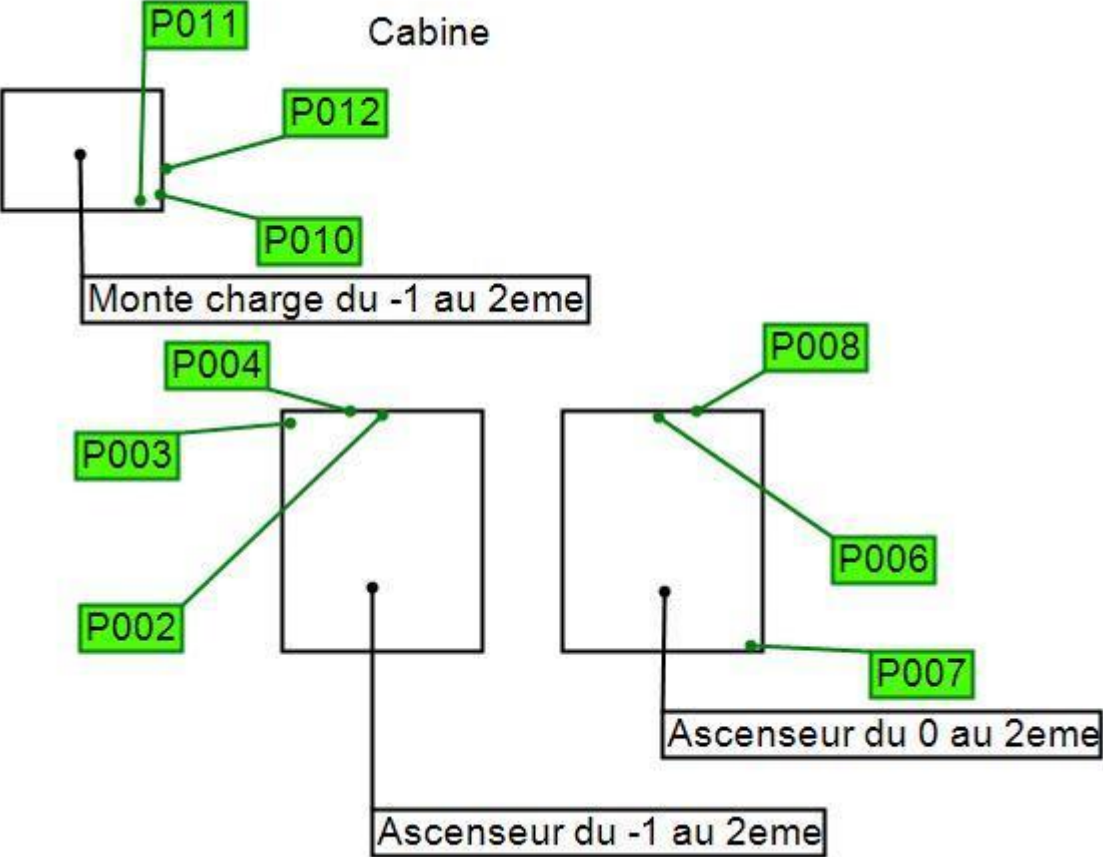 P011
Cabine
P012
P010
Monte charge du -1 au 2eme
P004
P008
P003
P006
P002
P007
Ascenseur du 0 au 2eme
Ascenseur du -1 au 2eme